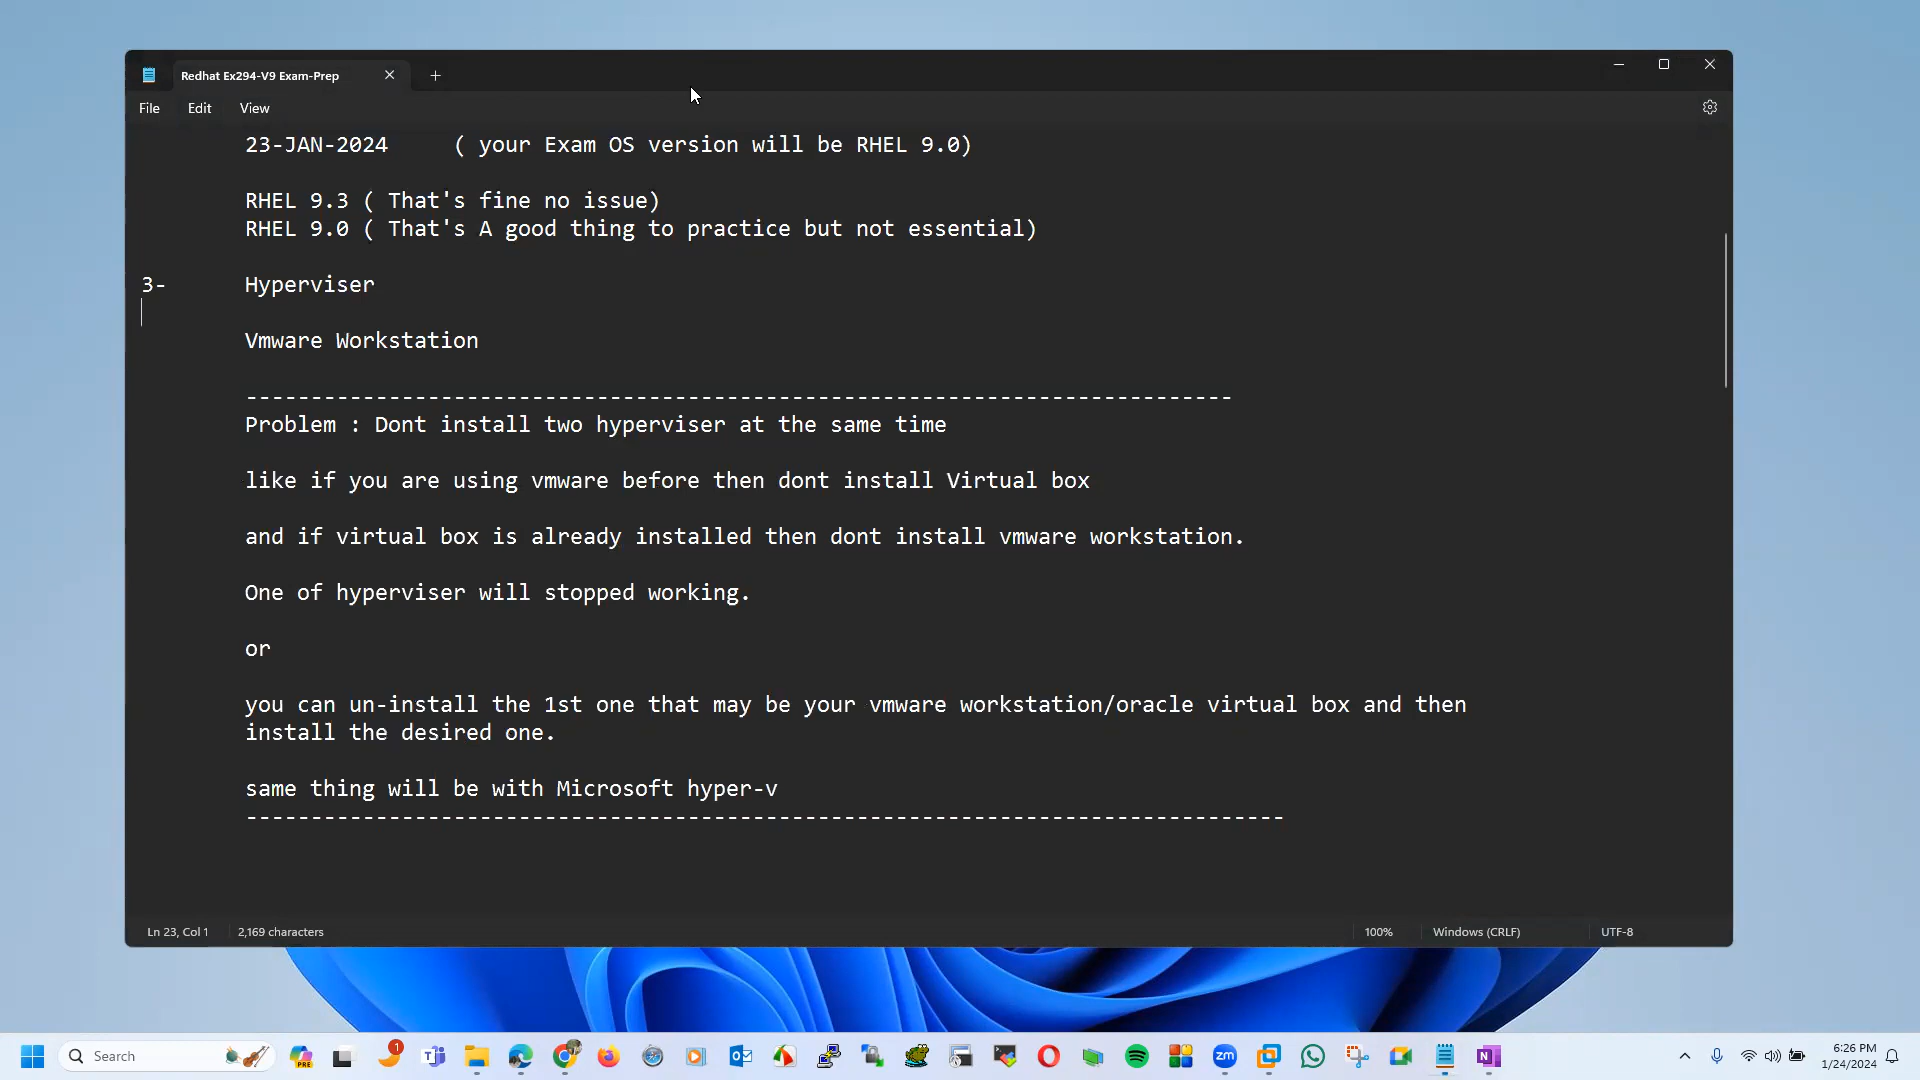 Redhat Ex294-V9 Exam-Prep
File Edit View
23-JAN-2024 ( your Exam OS version will be RHEL 9.0)
RHEL 9.3 ( That's fine no issue)
RHEL 9.0 ( That's A good thing to practice but not essential)
3- Hyperviser
Vmware Workstation
----------------------------------------------------------------------------
Problem : Dont install two hyperviser at the same time
like if you are using vmware before then dont install Virtual box
and if virtual box is already installed then dont install vmware workstation.
One of hyperviser will stopped working.
or
you can un-install the 1st one that may be your vmware workstation/oracle virtual box and then
install the desired one.
same thing will be with Microsoft hyper-v
--------------------------------------------------------------------------------
Ln 23, Col 1 2,169 characters 100% Windows (CRLF) UTF-8
Search PRE 1 zm N 6:26 PM
1/24/2024